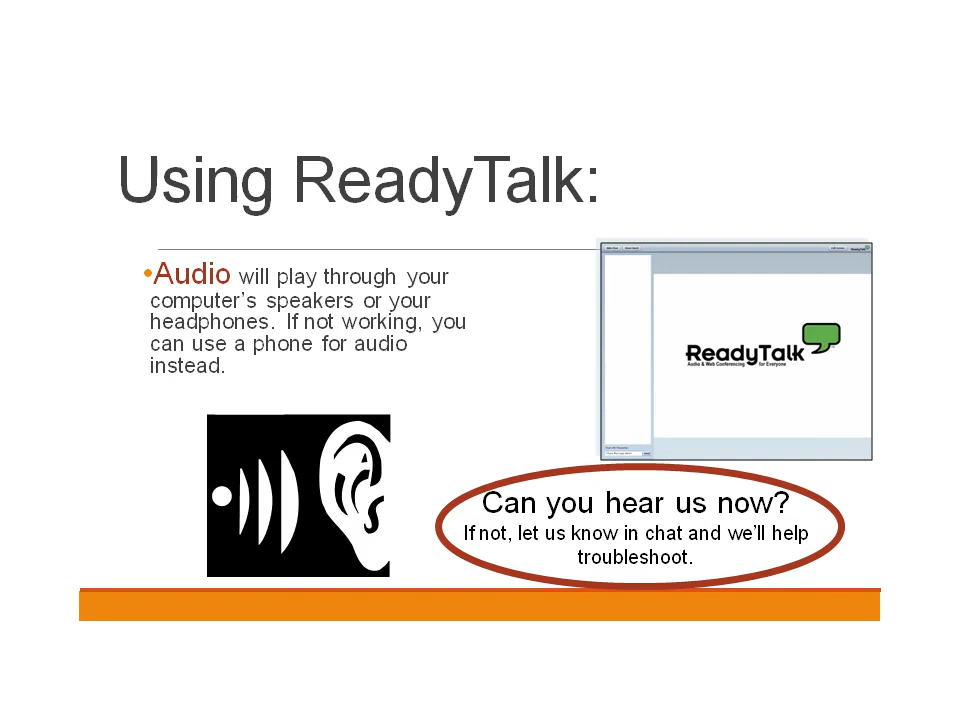 Using ReadyTalk:
•Audio will play through your
computer's speakers or your
headphones. If not working, you
can use a phone for audio
instead.
ReadyTalk
Audio & Web Conferencing for Everyone
Can you hear us now?
If not, let us know in chat and we'll help
troubleshoot.